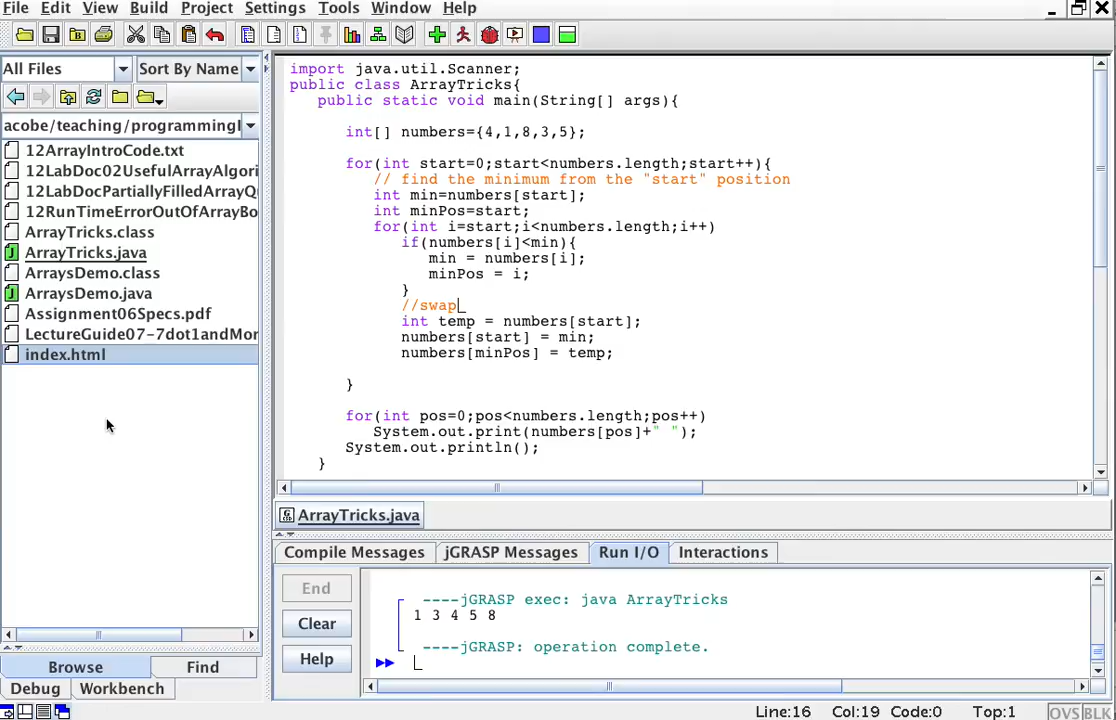 File Edit View Build Project Settings Tools Window Help
All Files Sort By Name
acobe/teaching/programmingI
12ArrayIntroCode.txt
12LabDoc02UsefulArrayAlgori
12LabDocPartiallyFilledArrayQ
12RunTimeErrorOutOfArrayBo
ArrayTricks.class
ArrayTricks.java
ArraysDemo.class
ArraysDemo.java
Assignment06Specs.pdf
LectureGuide07-7dot1andMor
index.html
Browse Find
Debug Workbench
import java.util.Scanner;
public class ArrayTricks{
public static void main(String[] args){
int[] numbers={4,1,8,3,5};
for(int start=0;start<numbers.length;start++){
// find the minimum from the "start" position
int min=numbers[start];
int minPos=start;
for(int i=start;i<numbers.length;i++)
if(numbers[i]<min){
min = numbers[i];
minPos = i;
}
//swap
int temp = numbers[start];
numbers[start] = min;
numbers[minPos] = temp;
}
for(int pos=0;pos<numbers.length;pos++)
System.out.print(numbers[pos]+" ");
System.out.println();
}
ArrayTricks.java
Compile Messages jGRASP Messages Run I/O Interactions
End
Clear
Help
----jGRASP exec: java ArrayTricks
1 3 4 5 8
----jGRASP: operation complete.
Line:16 Col:19 Code:0 Top:1 OVS BLK